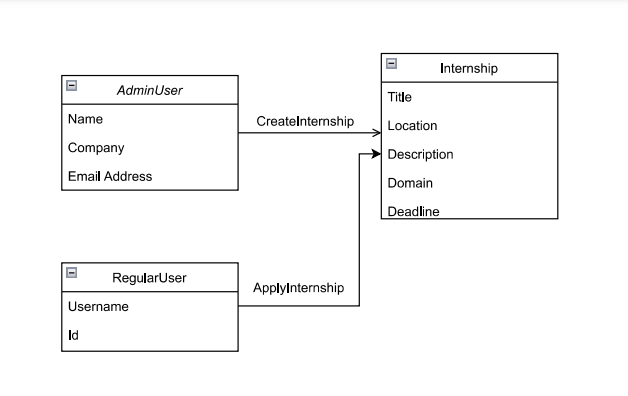 AdminUser
Name
Company
Email Address
CreateInternship
Internship
Title
Location
Description
Domain
Deadline
RegularUser
Username
Id
ApplyInternship